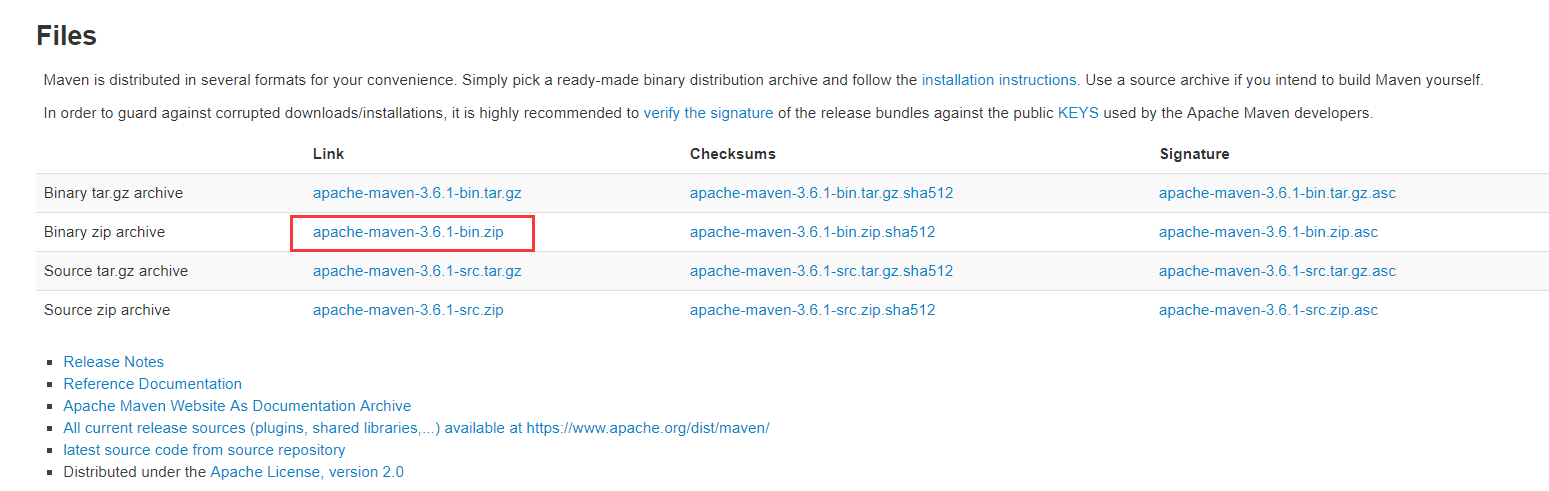 Files
Maven is distributed in several formats for your convenience. Simply pick a ready-made binary distribution archive and follow the installation instructions. Use a source archive if you intend to build Maven yourself.
In order to guard against corrupted downloads/installations, it is highly recommended to verify the signature of the release bundles against the public KEYS used by the Apache Maven developers.
Link Checksums Signature
Binary tar.gz archive apache-maven-3.6.1-bin.tar.gz apache-maven-3.6.1-bin.tar.gz.sha512 apache-maven-3.6.1-bin.tar.gz.asc
Binary zip archive apache-maven-3.6.1-bin.zip apache-maven-3.6.1-bin.zip.sha512 apache-maven-3.6.1-bin.zip.asc
Source tar.gz archive apache-maven-3.6.1-src.tar.gz apache-maven-3.6.1-src.tar.gz.sha512 apache-maven-3.6.1-src.tar.gz.asc
Source zip archive apache-maven-3.6.1-src.zip apache-maven-3.6.1-src.zip.sha512 apache-maven-3.6.1-src.zip.asc
Release Notes
Reference Documentation
Apache Maven Website As Documentation Archive
All current release sources (plugins, shared libraries,...) available at https://www.apache.org/dist/maven/
latest source code from source repository
Distributed under the Apache License, version 2.0